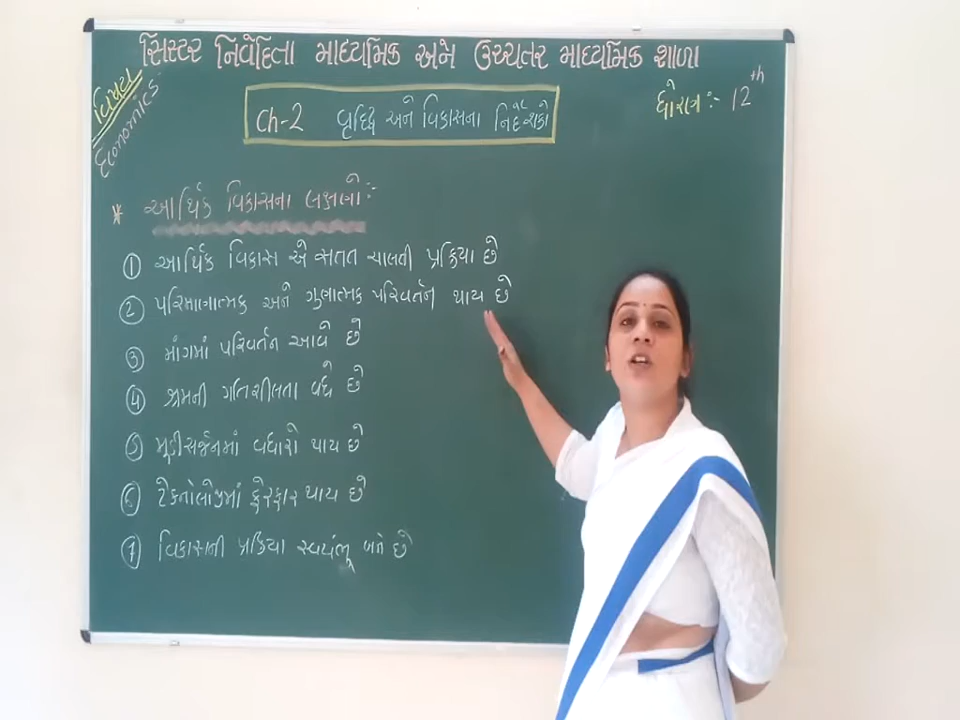 સિસ્ટર નિવેદિતા માધ્યમિક અને ઉચ્ચતર માધ્યમિક શાળા
વિષય
Economics
ધોરણ :- 12th
Ch-2 વૃદ્ધિ અને વિકાસના નિર્દેશકો
* આર્થિક વિકાસના લક્ષણો :-
① આર્થિક વિકાસ એ સતત ચાલતી પ્રક્રિયા છે
② પરિમાણાત્મક અને ગુણાત્મક પરિવર્તન થાય છે
③ માંગમાં પરિવર્તન આવે છે
④ શ્રમની ગતિશીલતા વધે છે
⑤ મૂડીસર્જનમાં વધારો થાય છે
⑥ ટેકનોલોજીમાં ફેરફાર થાય છે
⑦ વિકાસની પ્રક્રિયા સ્વયંભૂ બને છે